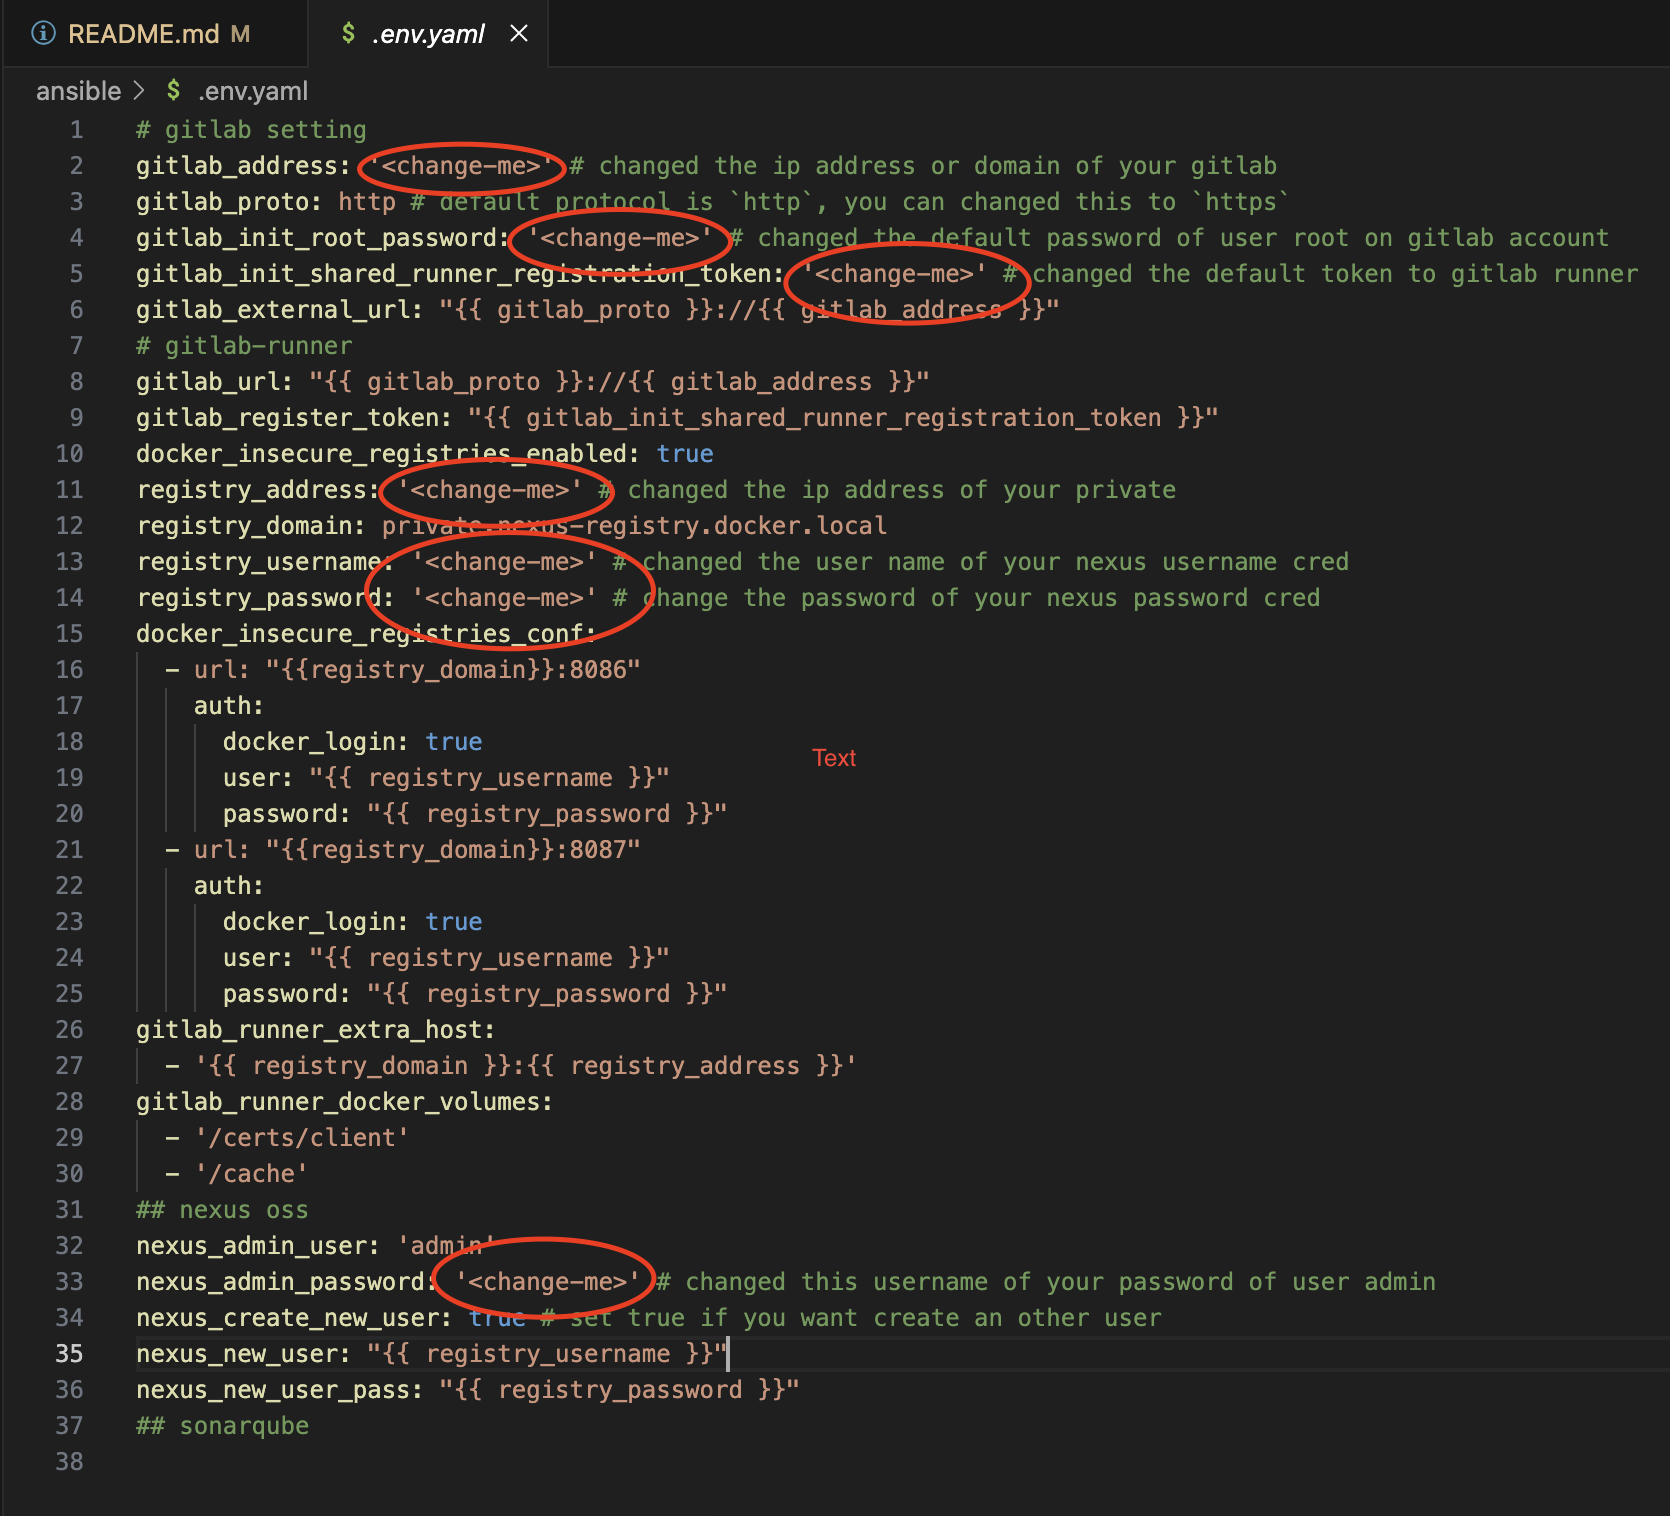 README.md M
$ .env.yaml ×
ansible > $ .env.yaml
1 # gitlab setting
2 gitlab_address: '<change-me>' # changed the ip address or domain of your gitlab
3 gitlab_proto: http # default protocol is `http`, you can changed this to `https`
4 gitlab_init_root_password: '<change-me>' # changed the default password of user root on gitlab account
5 gitlab_init_shared_runner_registration_token: '<change-me>' # changed the default token to gitlab runner
6 gitlab_external_url: "{{ gitlab_proto }}://{{ gitlab_address }}"
7 # gitlab-runner
8 gitlab_url: "{{ gitlab_proto }}://{{ gitlab_address }}"
9 gitlab_register_token: "{{ gitlab_init_shared_runner_registration_token }}"
10 docker_insecure_registries_enabled: true
11 registry_address: '<change-me>' # changed the ip address of your private
12 registry_domain: private.nexus-registry.docker.local
13 registry_username: '<change-me>' # changed the user name of your nexus username cred
14 registry_password: '<change-me>' # change the password of your nexus password cred
15 docker_insecure_registries_conf:
16   - url: "{{registry_domain}}:8086"
17     auth:
18       docker_login: true
Text
19       user: "{{ registry_username }}"
20       password: "{{ registry_password }}"
21   - url: "{{registry_domain}}:8087"
22     auth:
23       docker_login: true
24       user: "{{ registry_username }}"
25       password: "{{ registry_password }}"
26 gitlab_runner_extra_host:
27   - '{{ registry_domain }}:{{ registry_address }}'
28 gitlab_runner_docker_volumes:
29   - '/certs/client'
30   - '/cache'
31 ## nexus oss
32 nexus_admin_user: 'admin'
33 nexus_admin_password: '<change-me>' # changed this username of your password of user admin
34 nexus_create_new_user: true # set true if you want create an other user
35 nexus_new_user: "{{ registry_username }}"
36 nexus_new_user_pass: "{{ registry_password }}"
37 ## sonarqube
38